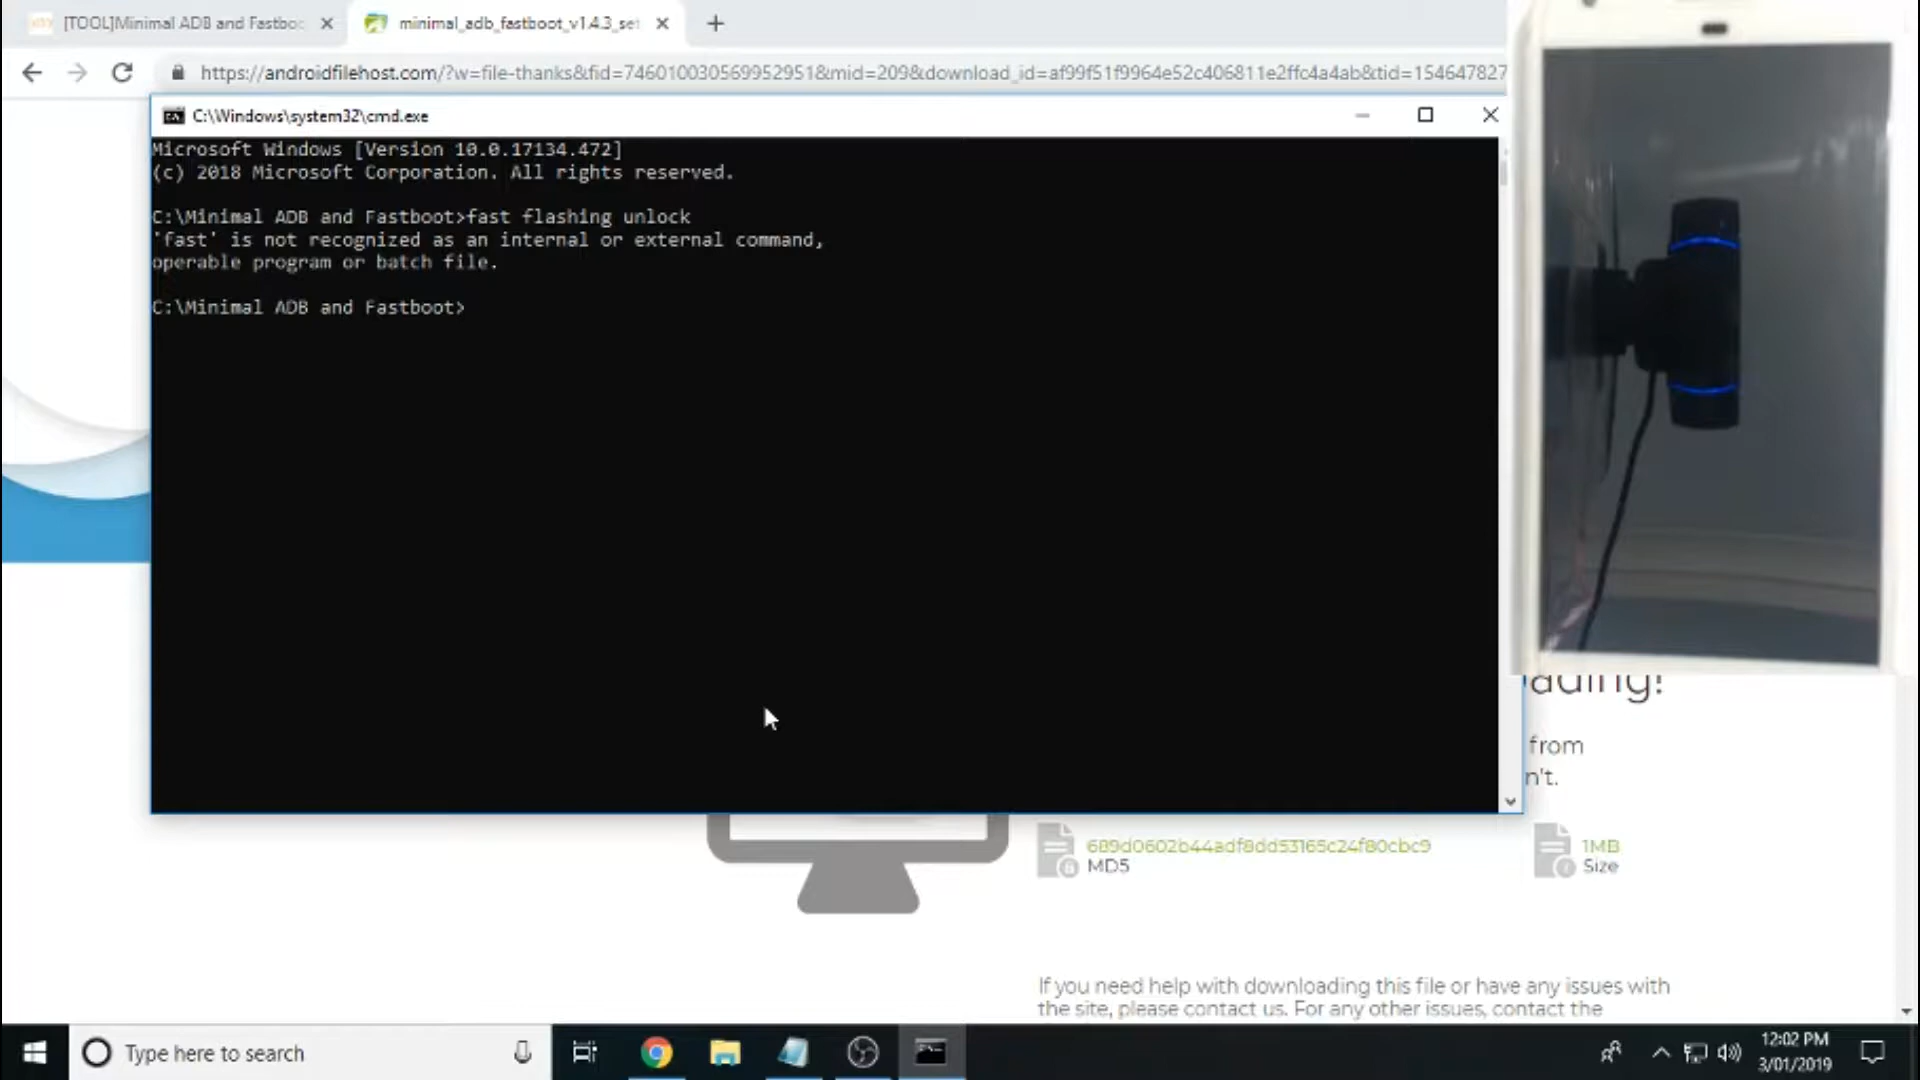 [TOOL]Minimal ADB and Fastboo
minimal_adb_fastboot_v1.4.3_set
https://androidfilehost.com/?w=file-thanks&fid=746010030569952951&mid=209&download_id=af99f51f9964e52c406811e2ffc4a4ab&tid=154647827
C:\Windows\system32\cmd.exe
Microsoft Windows [Version 10.0.17134.472]
(c) 2018 Microsoft Corporation. All rights reserved.
C:\Minimal ADB and Fastboot>fast flashing unlock
'fast' is not recognized as an internal or external command,
operable program or batch file.
C:\Minimal ADB and Fastboot>
ading!
from
n't.
689d0602b44adf8dd53165c24f80cbc9
MD5
1MB
Size
If you need help with downloading this file or have any issues with
the site, please contact us. For any other issues, contact the
Type here to search
12:02 PM
3/01/2019